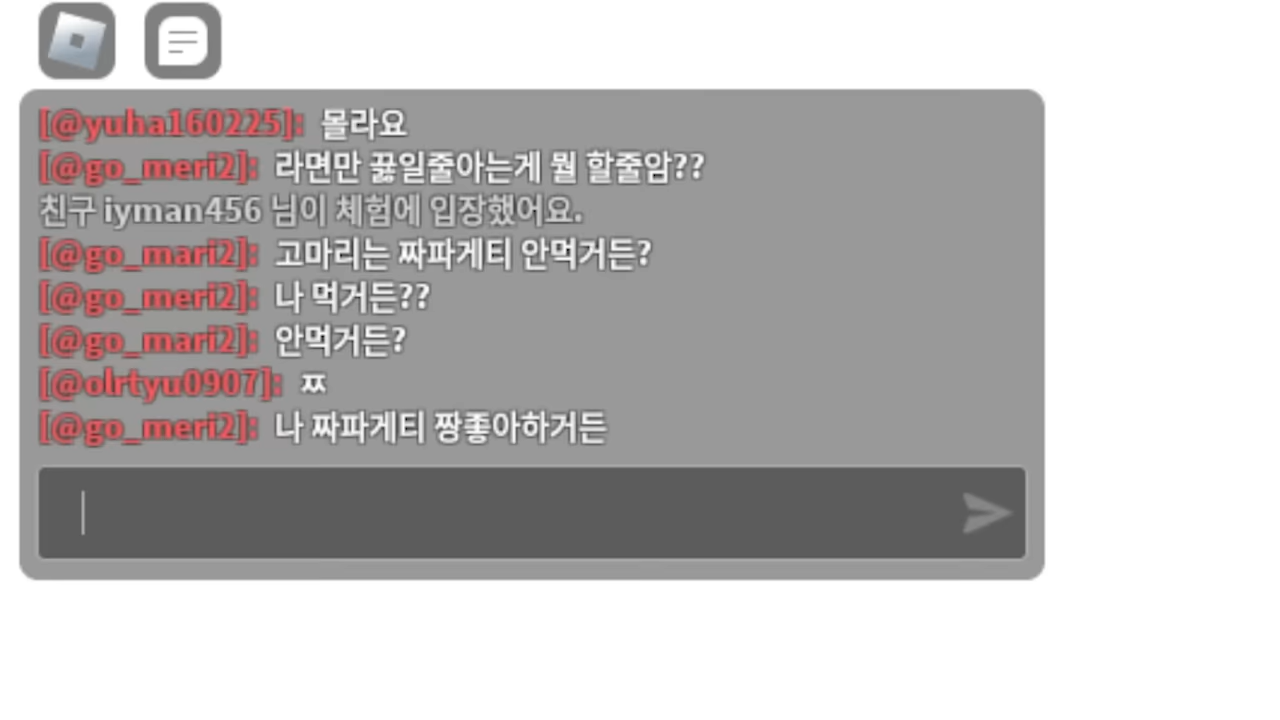 [@yuha160225]: 몰라요
[@go_meri2]: 라면만 끓일줄아는게 뭘 할줄암??
친구 iyman456 님이 체험에 입장했어요.
[@go_mari2]: 고마리는 짜파게티 안먹거든?
[@go_meri2]: 나 먹거든??
[@go_mari2]: 안먹거든?
[@olrtyu0907]: ㅉ
[@go_meri2]: 나 짜파게티 짱좋아하거든